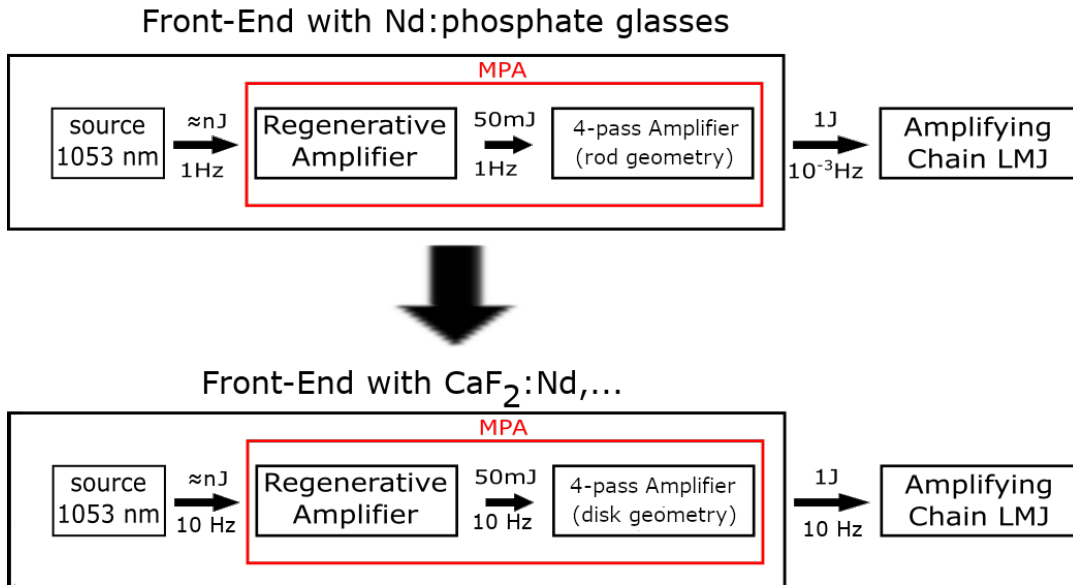 Front-End with Nd:phosphate glasses
MPA
source
1053 nm
≈nJ
1Hz
Regenerative
Amplifier
50mJ
1Hz
4-pass Amplifier
(rod geometry)
1J
10⁻³Hz
Amplifying
Chain LMJ
Front-End with CaF₂:Nd,...
MPA
source
1053 nm
≈nJ
10 Hz
Regenerative
Amplifier
50mJ
10 Hz
4-pass Amplifier
(disk geometry)
1J
10 Hz
Amplifying
Chain LMJ